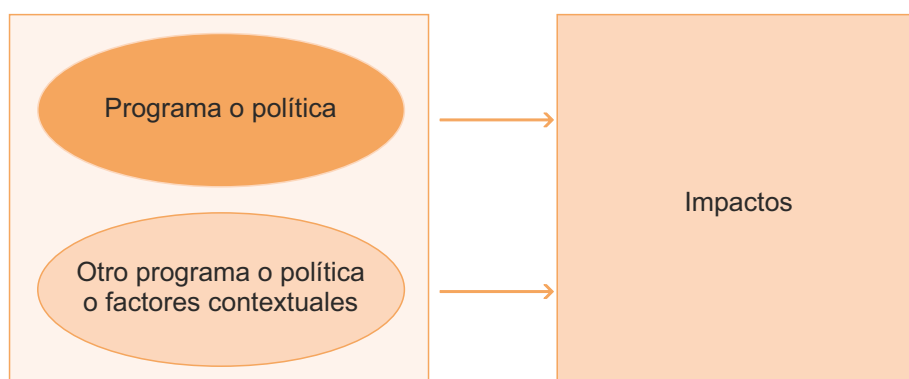 Programa o política
Otro programa o política
o factores contextuales
Impactos